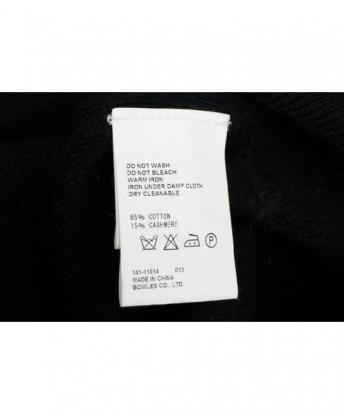 DO NOT WASH
DO NOT BLEACH
WARM IRON
IRON UNDER DAMP CLOTH
DRY CLEANABLE
85% COTTON
15% CASHMERE
P
141-11014 013
MADE IN CHINA
BOWLES CO., LTD.